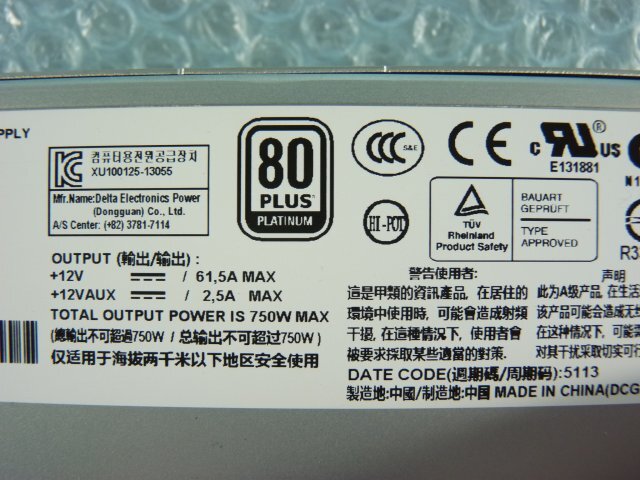 PPLY
컴퓨터용전원공급장치
XU100125-13055
Mfr.Name:Delta Electronics Power
(Dongguan) Co., Ltd.
A/S Center: (+82) 3781-7114
80
PLUS
PLATINUM
CCC S&E
CE
c RU ® US
E131881
N1
HI-POT
TÜV
Rheinland
Product Safety
BAUART
GEPRUFT
TYPE
APPROVED
R3
OUTPUT (輸出/输出) :
+12V / 61,5A MAX
+12VAUX / 2,5A MAX
TOTAL OUTPUT POWER IS 750W MAX
(總輸出不可超過750W / 总输出不可超过750W)
仅适用于海拔两千米以下地区安全使用
警告使用者:
這是甲類的資訊產品, 在居住的
環境中使用時, 可能會造成射頻
干擾, 在這種情況下, 使用者會
被要求採取某些適當的對策.
声明
此为A级产品, 在生活
该产品可能会造成无线
在这种情况下, 可能
对其干扰采取切实可行
DATE CODE(週期碼/周期码):5113
製造地:中國/制造地:中国 MADE IN CHINA(DCG